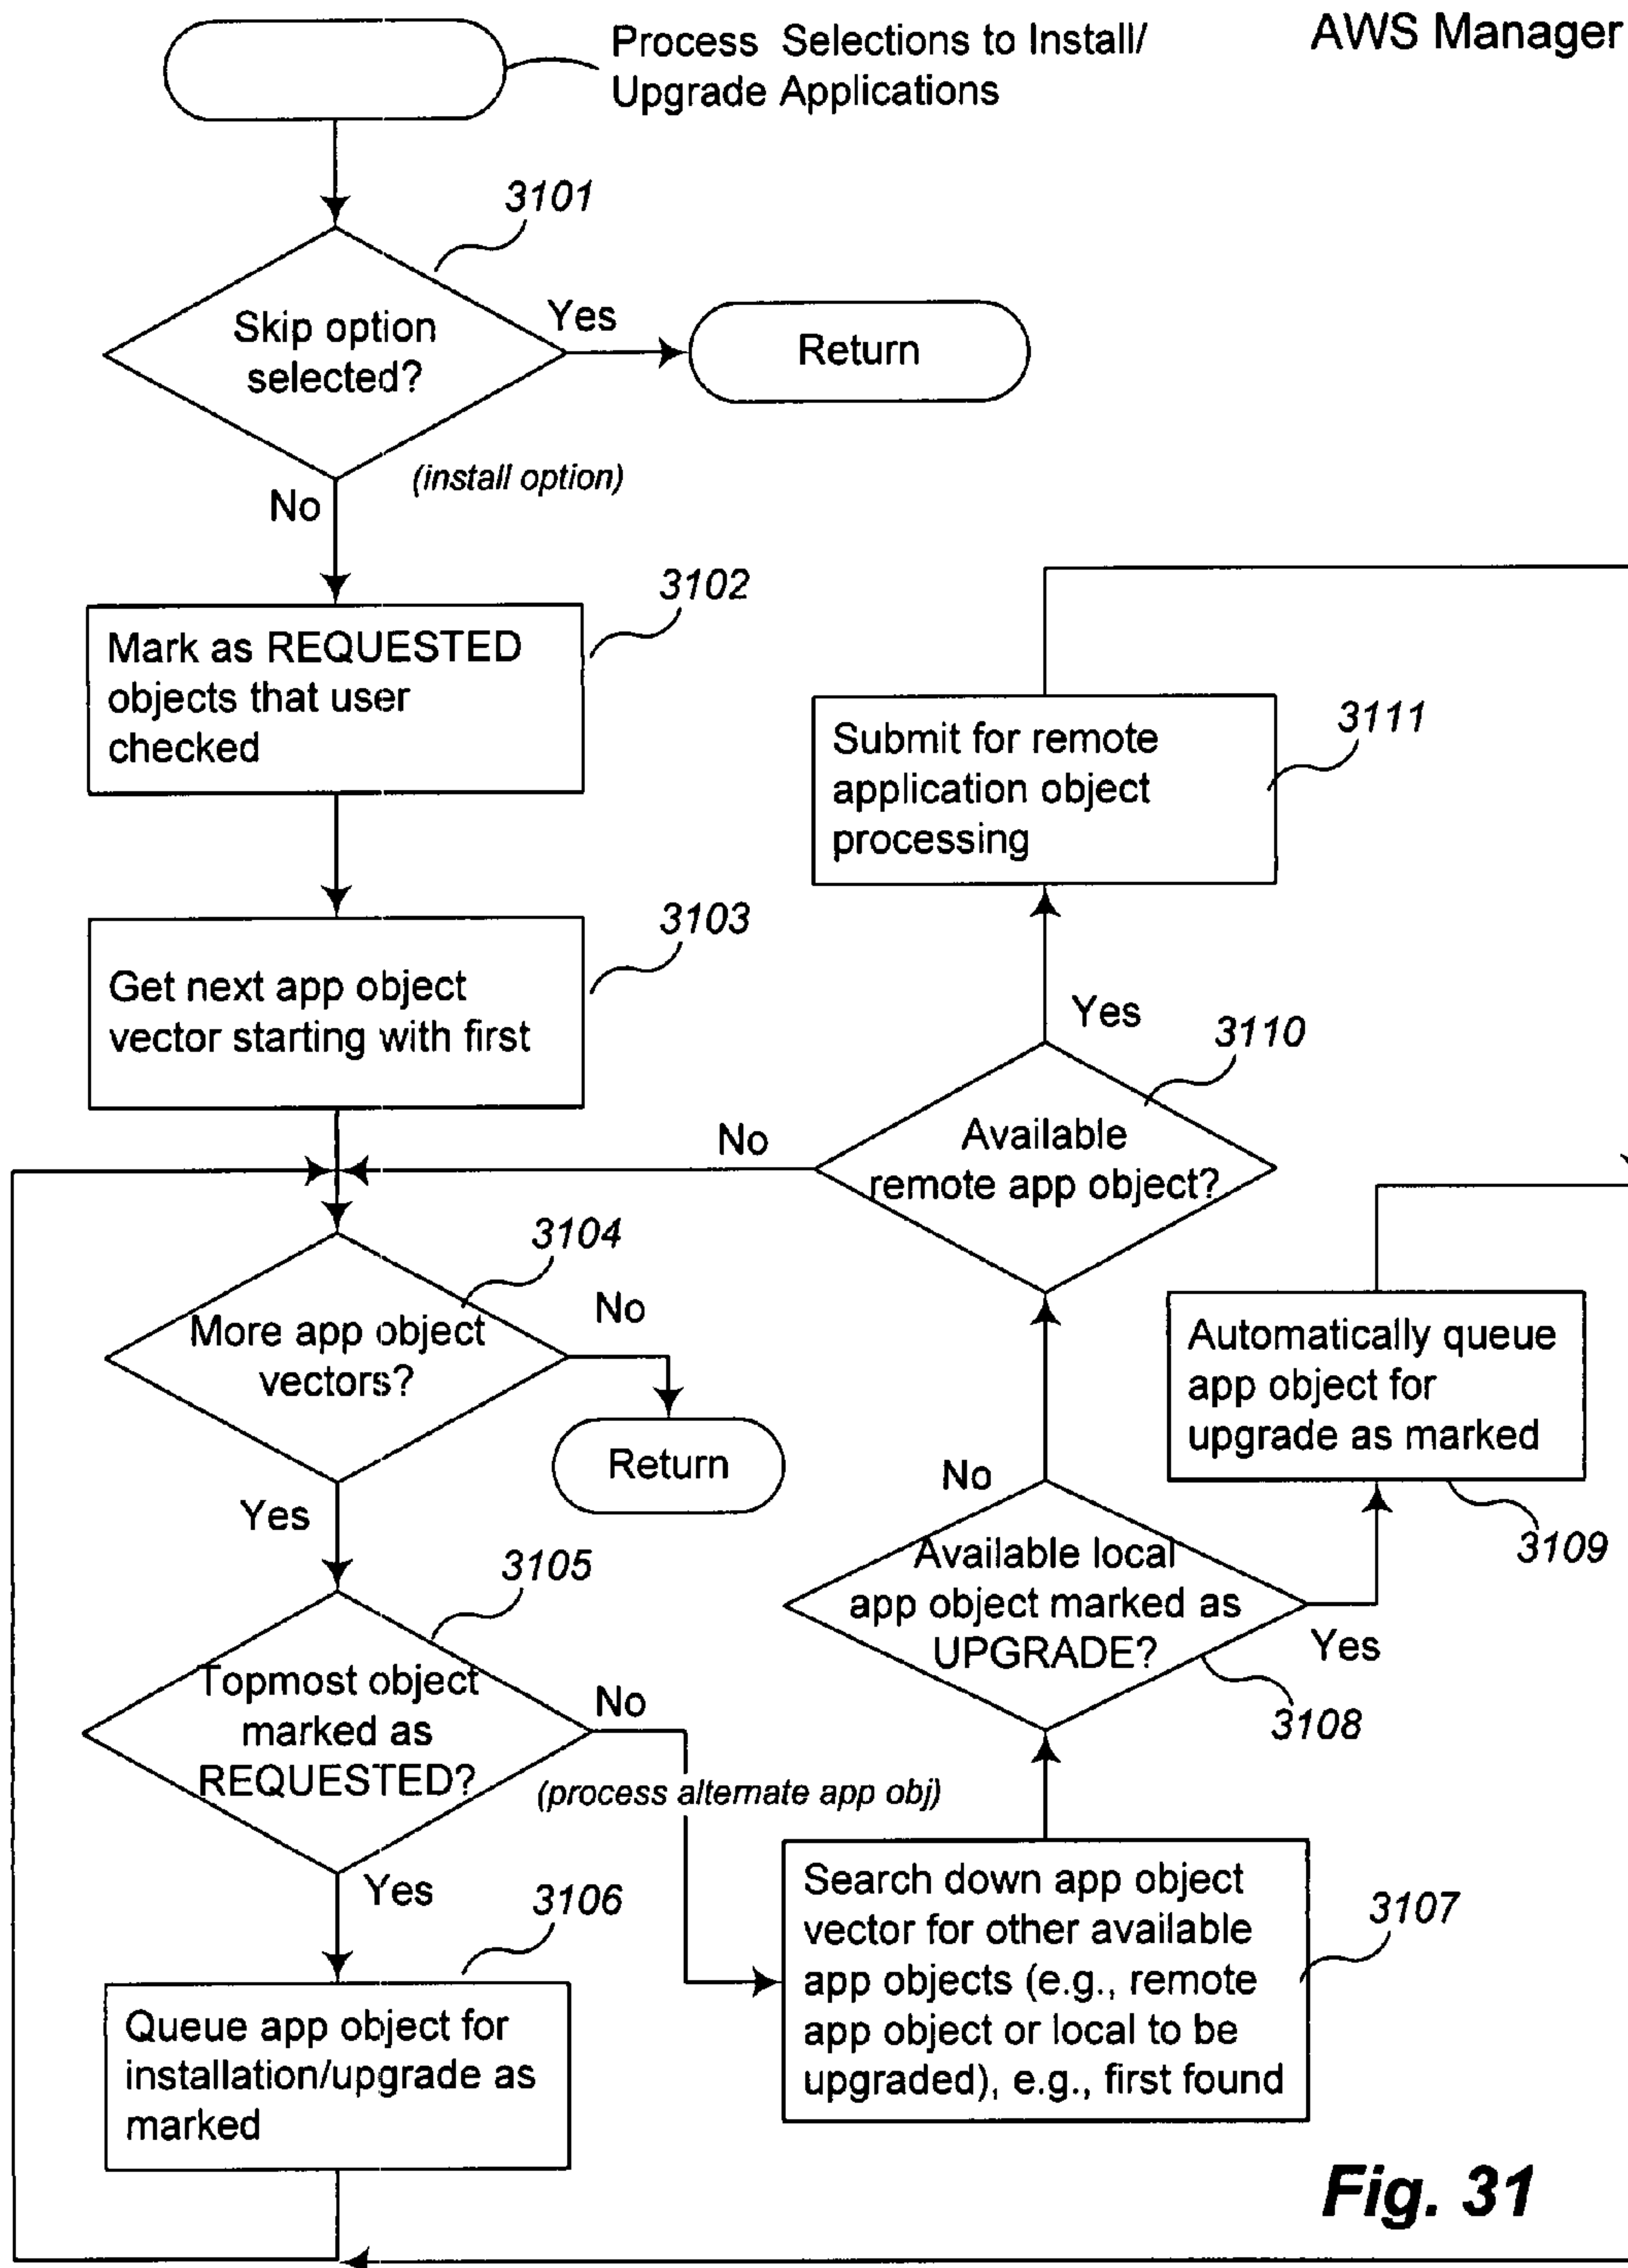 Process Selections to Install/
Upgrade Applications
AWS Manager
3101
Skip option
selected?
Yes
Return
(install option)
No
3102
Mark as REQUESTED
objects that user
checked
3103
Get next app object
vector starting with first
3104
More app object
vectors?
No
Return
Yes
3105
Topmost object
marked as
REQUESTED?
No
(process alternate app obj)
Yes
3106
Queue app object for
installation/upgrade as
marked
3107
Search down app object
vector for other available
app objects (e.g., remote
app object or local to be
upgraded), e.g., first found
3108
Available local
app object marked as
UPGRADE?
Yes
No
3109
Automatically queue
app object for
upgrade as marked
3110
Available
remote app object?
No
Yes
3111
Submit for remote
application object
processing
Fig. 31